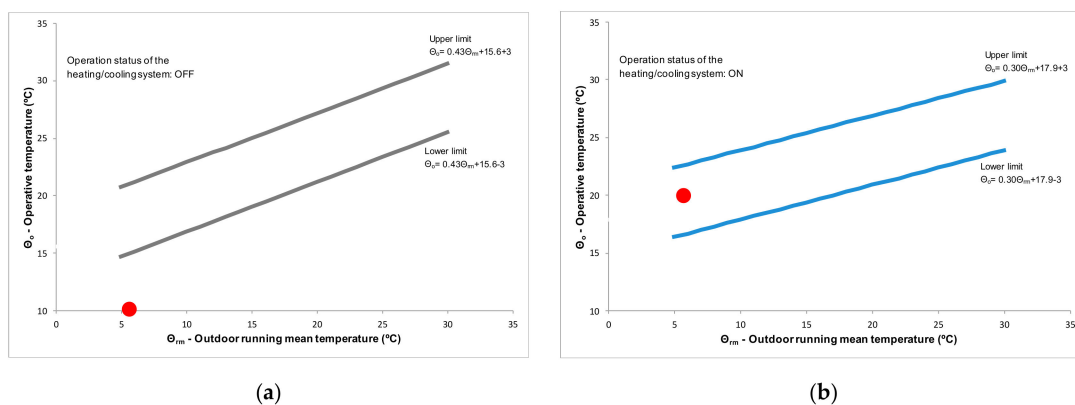 Operation status of the
heating/cooling system: OFF
Upper limit
Θo= 0.43Θrm+15.6+3
Lower limit
Θo= 0.43Θrm+15.6-3
Θo - Operative temperature (ºC)
35
30
25
20
15
10
0
5
10
15
20
25
30
35
Θrm - Outdoor running mean temperature (ºC)
(a)
Operation status of the
heating/cooling system: ON
Upper limit
Θo= 0.30Θrm+17.9+3
Lower limit
Θo= 0.30Θrm+17.9-3
Θo - Operative temperature (ºC)
35
30
25
20
15
10
0
5
10
15
20
25
30
35
Θrm - Outdoor running mean temperature (ºC)
(b)